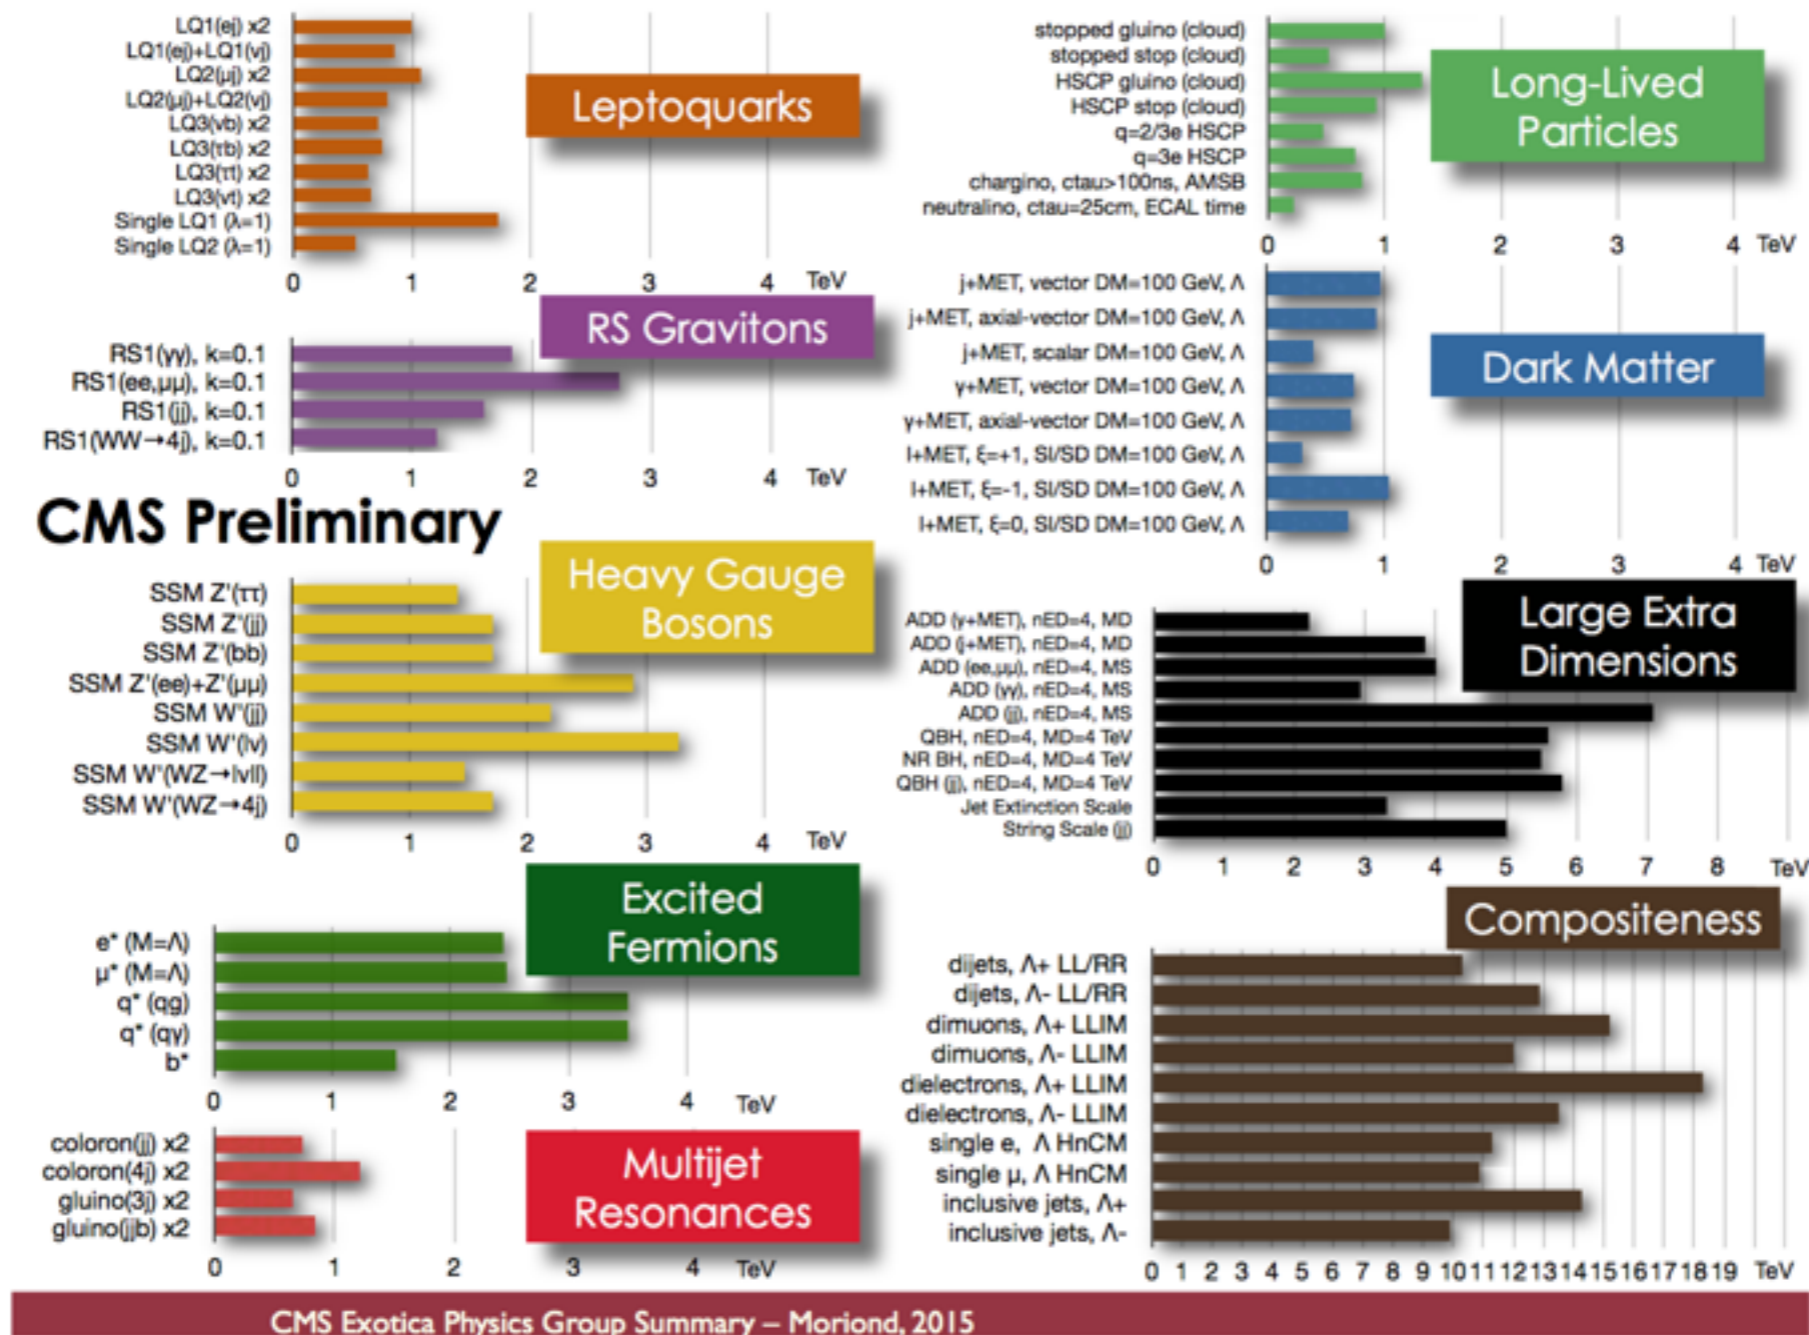 LQ1(ej) x2
LQ1(ej)+LQ1(νj)
LQ2(μj) x2
LQ2(μj)+LQ2(νj)
LQ3(νb) x2
LQ3(τb) x2
LQ3(τt) x2
LQ3(vt) x2
Single LQ1 (λ=1)
Single LQ2 (λ=1)
0 1 2 3 4 TeV
Leptoquarks
RS Gravitons
RS1(γγ), k=0.1
RS1(ee,μμ), k=0.1
RS1(jj), k=0.1
RS1(WW→4j), k=0.1
0 1 2 3 4 TeV
CMS Preliminary
Heavy Gauge
Bosons
SSM Z'(ττ)
SSM Z'(jj)
SSM Z'(bb)
SSM Z'(ee)+Z'(μμ)
SSM W'(jj)
SSM W'(lν)
SSM W'(WZ→lνll)
SSM W'(WZ→4j)
0 1 2 3 4 TeV
Excited
Fermions
e* (M=Λ)
μ* (M=Λ)
q* (qg)
q* (qγ)
b*
0 1 2 3 4 TeV
coloron(jj) x2
coloron(4j) x2
gluino(3j) x2
gluino(jjb) x2
0 1 2 3 4 TeV
Multijet
Resonances
stopped gluino (cloud)
stopped stop (cloud)
HSCP gluino (cloud)
HSCP stop (cloud)
q=2/3e HSCP
q=3e HSCP
chargino, ctau>100ns, AMSB
neutralino, ctau=25cm, ECAL time
0 1 2 3 4 TeV
Long-Lived
Particles
j+MET, vector DM=100 GeV, Λ
j+MET, axial-vector DM=100 GeV, Λ
j+MET, scalar DM=100 GeV, Λ
γ+MET, vector DM=100 GeV, Λ
γ+MET, axial-vector DM=100 GeV, Λ
l+MET, ξ=+1, SI/SD DM=100 GeV, Λ
l+MET, ξ=-1, SI/SD DM=100 GeV, Λ
l+MET, ξ=0, SI/SD DM=100 GeV, Λ
0 1 2 3 4 TeV
Dark Matter
Large Extra
Dimensions
ADD (γ+MET), nED=4, MD
ADD (j+MET), nED=4, MD
ADD (ee,μμ), nED=4, MS
ADD (γγ), nED=4, MS
ADD (jj), nED=4, MS
QBH, nED=4, MD=4 TeV
NR BH, nED=4, MD=4 TeV
QBH (jj), nED=4, MD=4 TeV
Jet Extinction Scale
String Scale (jj)
0 1 2 3 4 5 6 7 8 TeV
Compositeness
dijets, Λ+ LL/RR
dijets, Λ- LL/RR
dimuons, Λ+ LLIM
dimuons, Λ- LLIM
dielectrons, Λ+ LLIM
dielectrons, Λ- LLIM
single e, Λ HnCM
single μ, Λ HnCM
inclusive jets, Λ+
inclusive jets, Λ-
0 1 2 3 4 5 6 7 8 9 10 11 12 13 14 15 16 17 18 19 TeV
CMS Exotica Physics Group Summary – Moriond, 2015